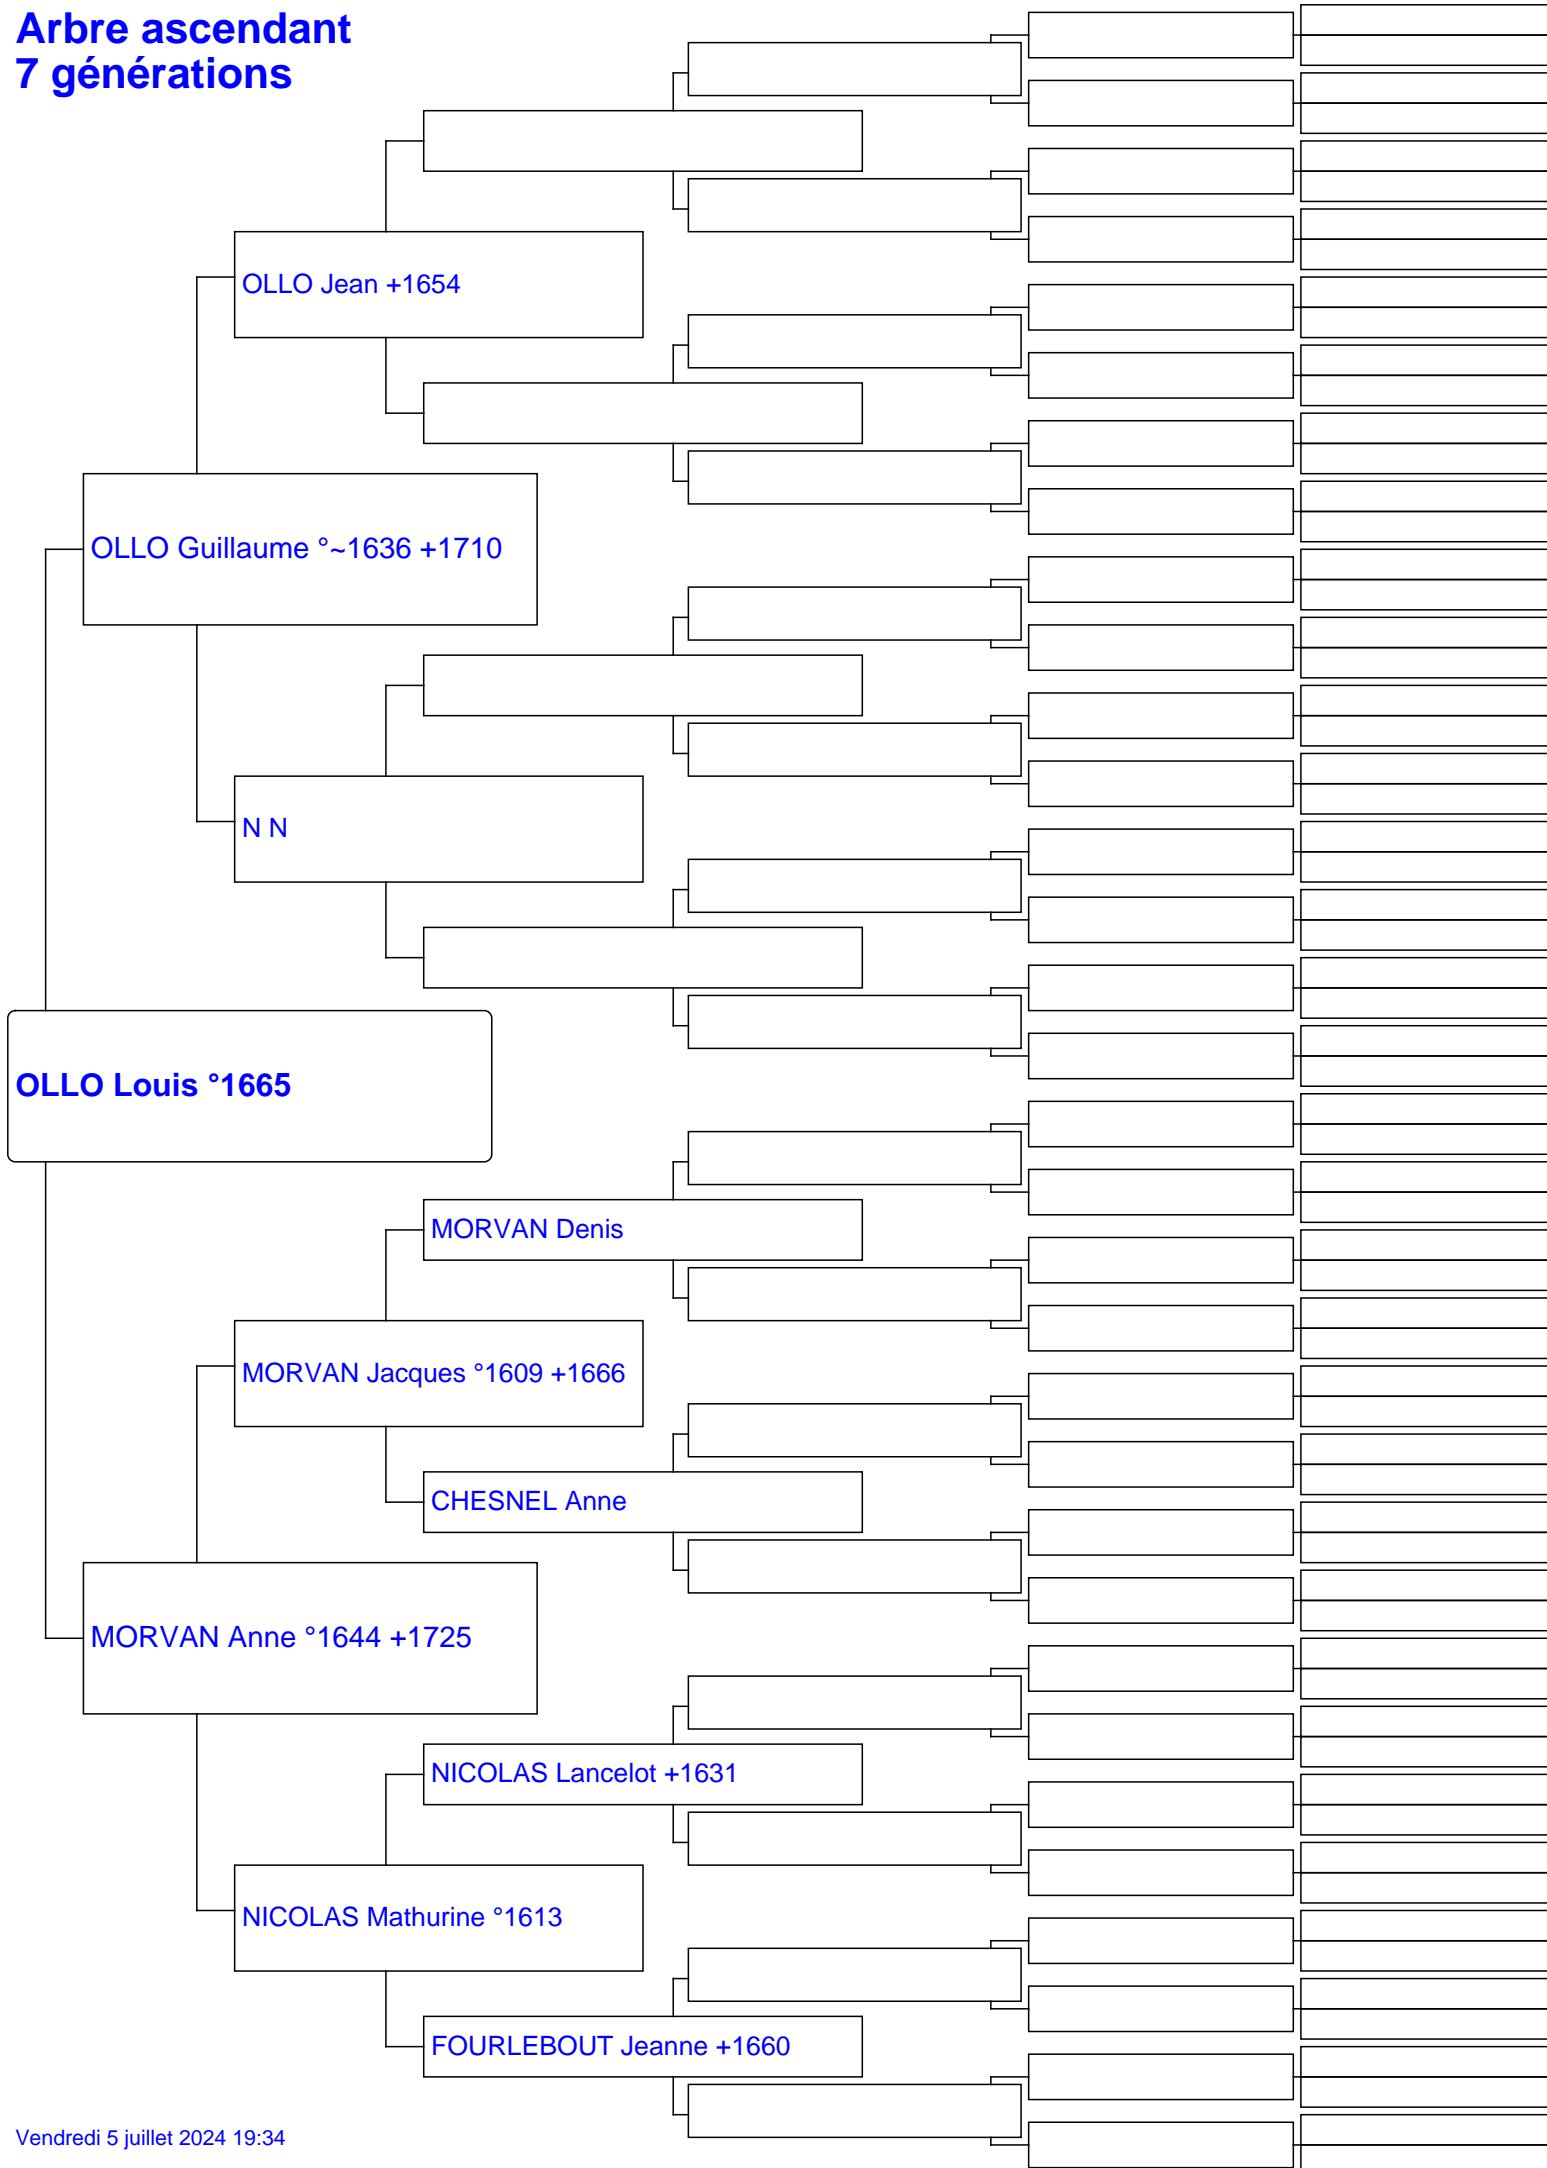 Arbre ascendant
7 générations
OLLO Jean +1654
OLLO Guillaume °~1636 +1710
N N
OLLO Louis °1665
MORVAN Denis
MORVAN Jacques °1609 +1666
CHESNEL Anne
MORVAN Anne °1644 +1725
NICOLAS Lancelot +1631
NICOLAS Mathurine °1613
FOURLEBOUT Jeanne +1660
Vendredi 5 juillet 2024 19:34